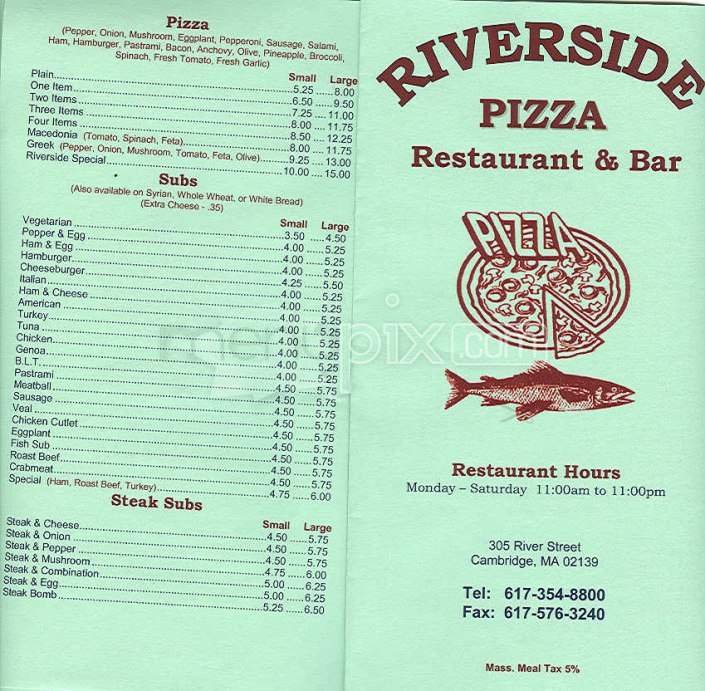 Pizza
(Pepper, Onion, Mushroom, Eggplant, Pepperoni, Sausage, Salami,
Ham, Hamburger, Pastrami, Bacon, Anchovy, Olive, Pineapple, Broccoli,
Spinach, Fresh Tomato, Fresh Garlic)
Small Large
Plain 5.25 8.00
One Item 6.50 9.50
Two Items 7.25 11.00
Three Items 8.00 11.75
Four Items 8.50 12.25
Macedonia (Tomato, Spinach, Feta) 8.00 11.75
Greek (Pepper, Onion, Mushroom, Tomato, Feta, Olive) 9.25 13.00
Riverside Special 10.00 15.00
Subs
(Also available on Syrian, Whole Wheat, or White Bread)
(Extra Cheese - .35)
Small Large
Vegetarian 3.50 4.50
Pepper & Egg 4.00 5.25
Ham & Egg 4.00 5.25
Hamburger 4.00 5.25
Cheeseburger 4.25 5.50
Italian 4.00 5.25
Ham & Cheese 4.00 5.25
American 4.00 5.25
Turkey 4.00 5.25
Tuna 4.00 5.25
Chicken 4.00 5.25
Genoa 4.00 5.25
B.L.T. 4.00 5.25
Pastrami 4.50 5.75
Meatball 4.50 5.75
Sausage 4.50 5.75
Veal 4.50 5.75
Chicken Cutlet 4.50 5.75
Eggplant 4.50 5.75
Fish Sub 4.50 5.75
Roast Beef 4.50 5.75
Crabmeat 4.50 5.75
Special (Ham, Roast Beef, Turkey) 4.75 6.00
Steak Subs
Small Large
Steak & Cheese 4.50 5.75
Steak & Onion 4.50 5.75
Steak & Pepper 4.50 5.75
Steak & Mushroom 4.75 6.00
Steak & Combination 5.00 6.25
Steak & Egg 5.00 6.25
Steak Bomb 5.25 6.50
RIVERSIDE
PIZZA
Restaurant & Bar
PIZZA
menupix.com
Restaurant Hours
Monday – Saturday 11:00am to 11:00pm
305 River Street
Cambridge, MA 02139
Tel: 617-354-8800
Fax: 617-576-3240
Mass. Meal Tax 5%